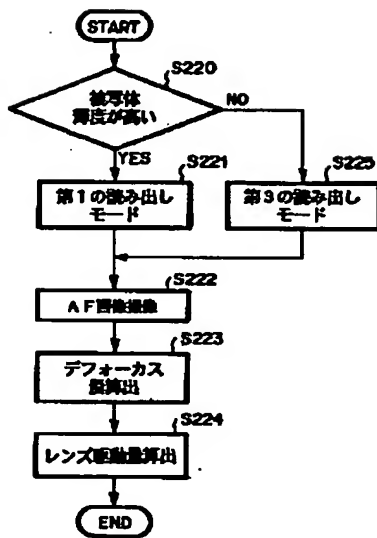 START
S220
被写体
輝度が高い
NO
YES
S221
第1の読み出し
モード
S225
第3の読み出し
モード
S222
AF画像撮像
S223
デフォーカス
量算出
S224
レンズ駆動量算出
END